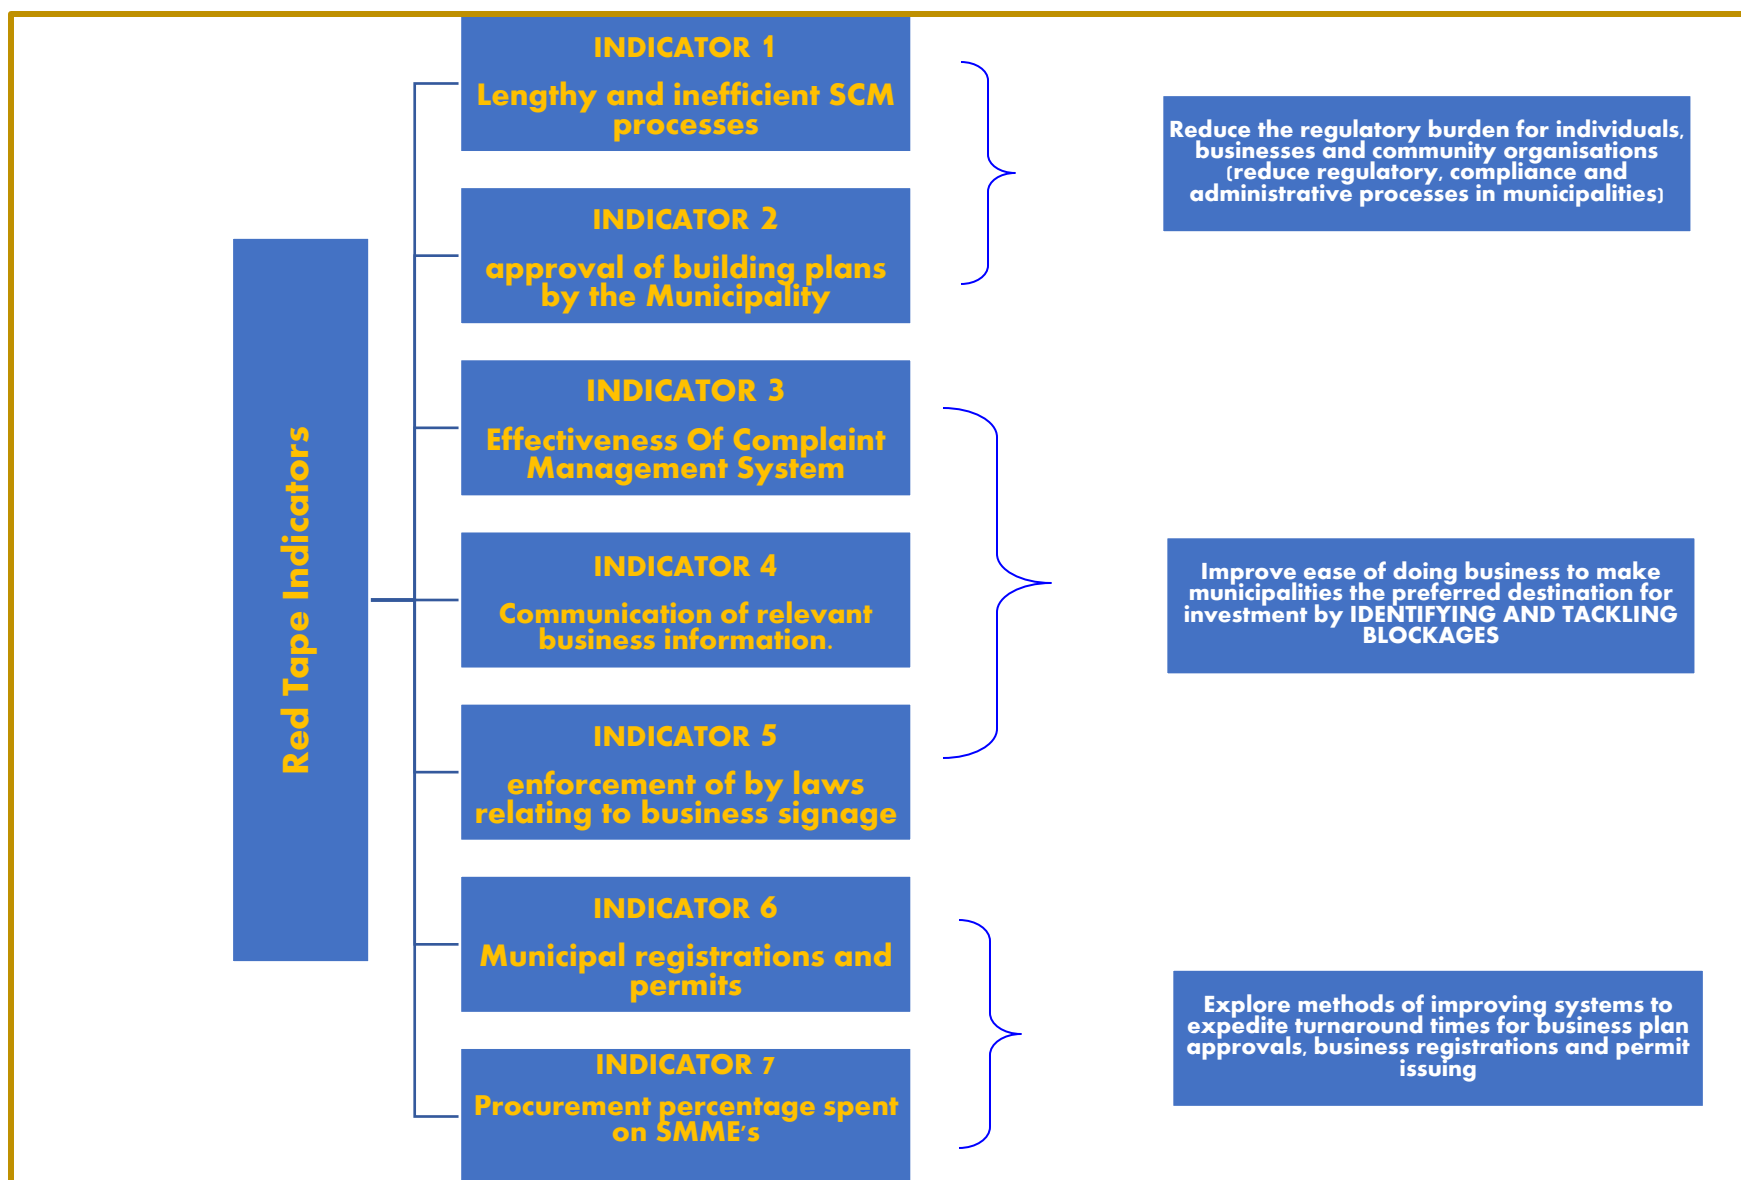 Red Tape Indicators
INDICATOR 1
Lengthy and inefficient SCM
processes
INDICATOR 2
approval of building plans
by the Municipality
INDICATOR 3
Effectiveness Of Complaint
Management System
INDICATOR 4
Communication of relevant
business information.
INDICATOR 5
enforcement of by laws
relating to business signage
INDICATOR 6
Municipal registrations and
permits
INDICATOR 7
Procurement percentage spent
on SMME's
Reduce the regulatory burden for individuals,
businesses and community organisations
(reduce regulatory, compliance and
administrative processes in municipalities)
Improve ease of doing business to make
municipalities the preferred destination for
investment by IDENTIFYING AND TACKLING
BLOCKAGES
Explore methods of improving systems to
expedite turnaround times for business plan
approvals, business registrations and permit
issuing